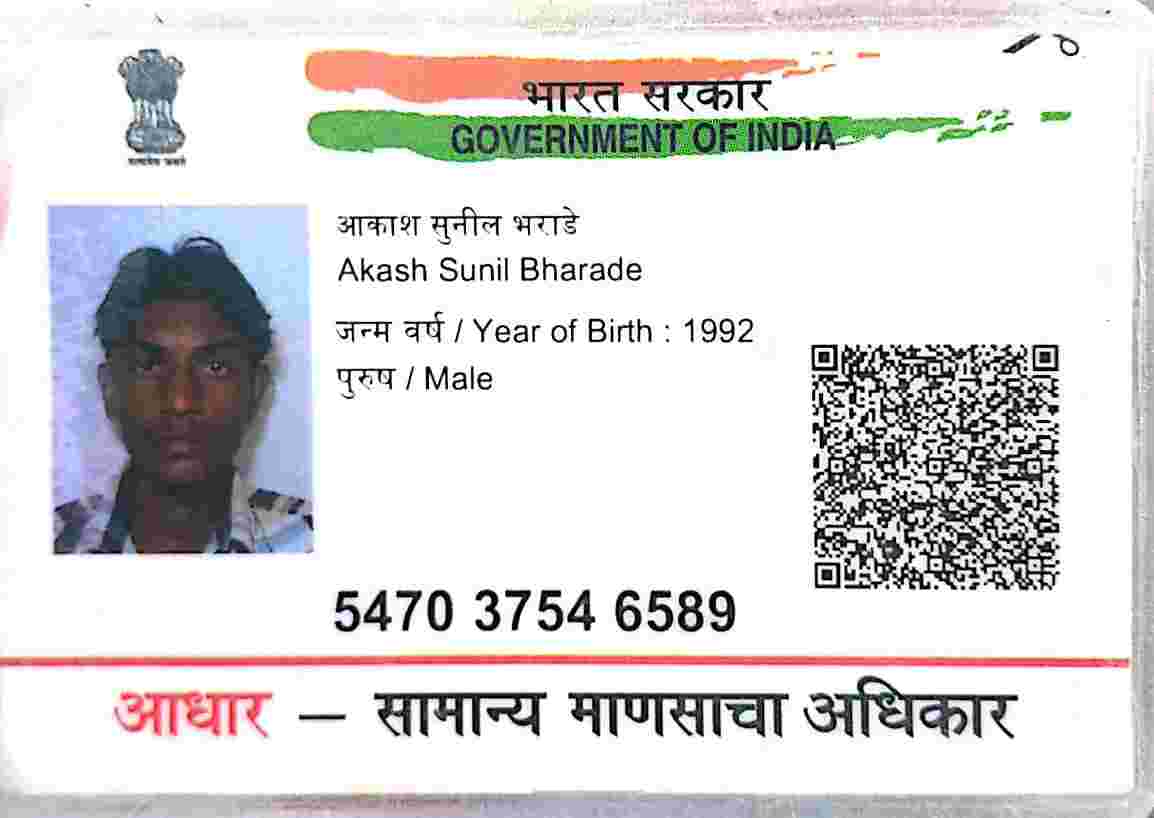 भारत सरकार
GOVERNMENT OF INDIA
सत्यमेव जयते
आकाश सुनील भराडे
Akash Sunil Bharade
जन्म वर्ष / Year of Birth : 1992
पुरुष / Male
5470 3754 6589
आधार — सामान्य माणसाचा अधिकार